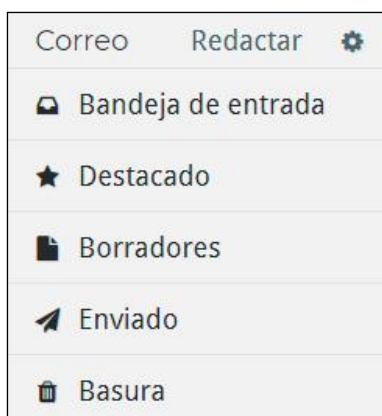 Correo Redactar
Bandeja de entrada
Destacado
Borradores
Enviado
Basura